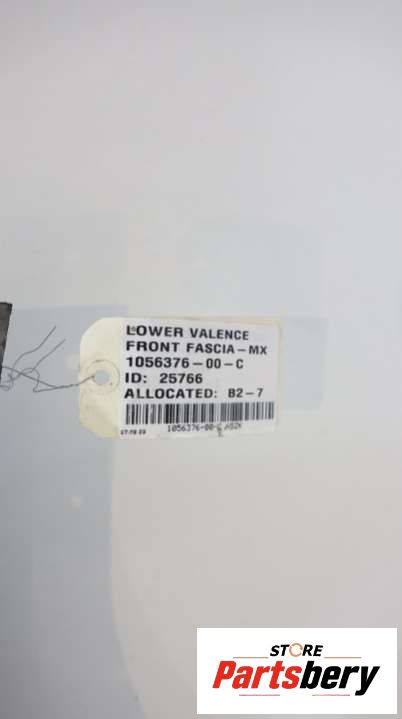 LOWER VALENCE
FRONT FASCIA-MX
1056376-00-C
ID: 25766
ALLOCATED: B2-7
STORE
Partsbery